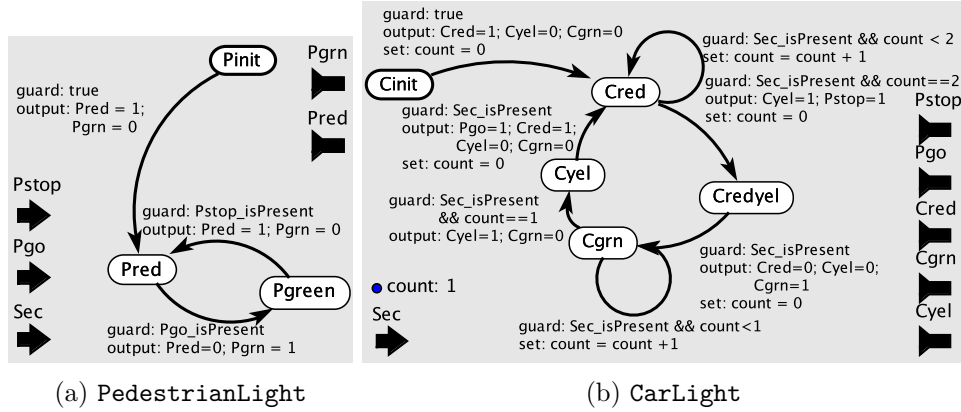 Pinit
Pgrn
guard: true
output: Pred = 1;
Pgrn = 0
Pred
Pstop
guard: Pstop_isPresent
output: Pred = 1; Pgrn = 0
Pgo
Pred
Pgreen
Sec
guard: Pgo_isPresent
output: Pred=0; Pgrn = 1
(a) PedestrianLight
guard: true
output: Cred=1; Cyel=0; Cgrn=0
set: count = 0
Cinit
Cred
guard: Sec_isPresent && count < 2
set: count = count + 1
guard: Sec_isPresent && count==2
output: Cyel=1; Pstop=1
set: count = 0
guard: Sec_isPresent
output: Pgo=1; Cred=1;
Cyel=0; Cgrn=0
set: count = 0
Cyel
Credyel
guard: Sec_isPresent
&& count==1
output: Cyel=1; Cgrn=0
Cgrn
guard: Sec_isPresent
output: Cred=0; Cyel=0;
Cgrn=1
set: count = 0
count: 1
Sec
guard: Sec_isPresent && count<1
set: count = count +1
Pstop
Pgo
Cred
Cgrn
Cyel
(b) CarLight